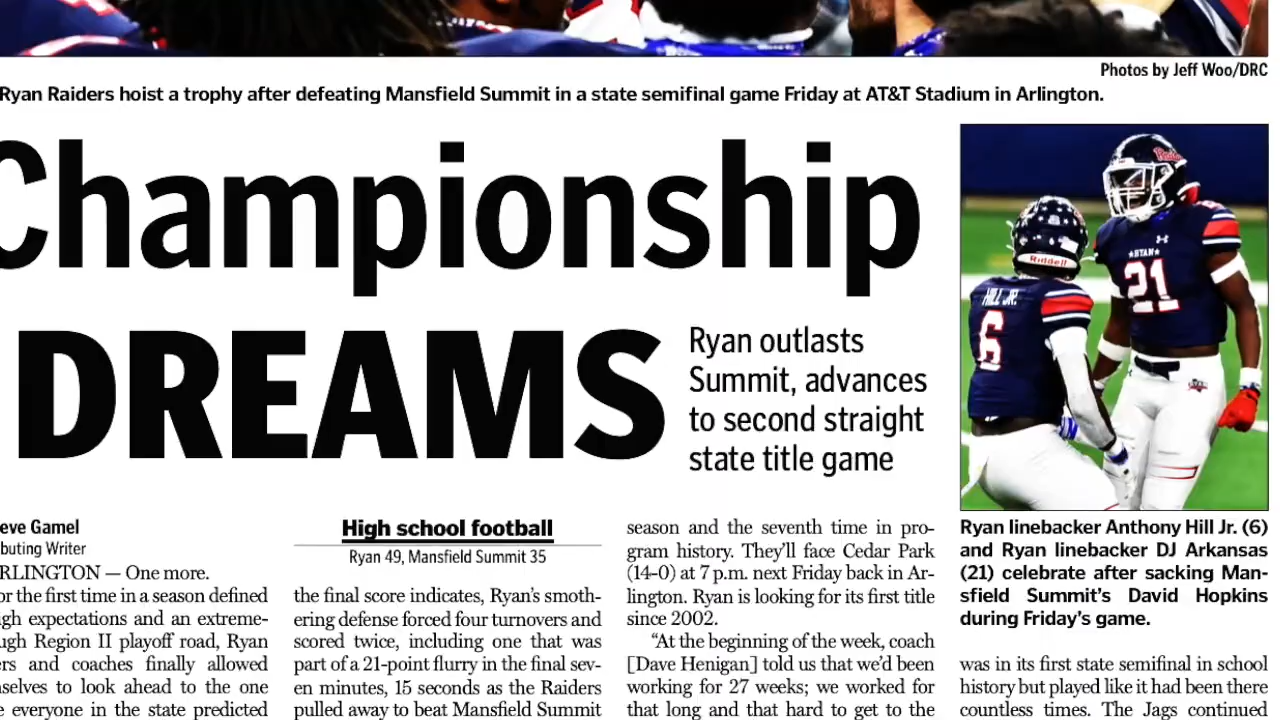 Photos by Jeff Woo/DRC
Ryan Raiders hoist a trophy after defeating Mansfield Summit in a state semifinal game Friday at AT&T Stadium in Arlington.
Championship
DREAMS
Ryan outlasts
Summit, advances
to second straight
state title game
eve Gamel
buting Writer
RLINGTON — One more.
or the first time in a season defined
gh expectations and an extreme-
ugh Region II playoff road, Ryan
ers and coaches finally allowed
nselves to look ahead to the one
e everyone in the state predicted
High school football
Ryan 49, Mansfield Summit 35
the final score indicates, Ryan's smoth-
ering defense forced four turnovers and
scored twice, including one that was
part of a 21-point flurry in the final sev-
en minutes, 15 seconds as the Raiders
pulled away to beat Mansfield Summit
season and the seventh time in pro-
gram history. They'll face Cedar Park
(14-0) at 7 p.m. next Friday back in Ar-
lington. Ryan is looking for its first title
since 2002.
"At the beginning of the week, coach
[Dave Henigan] told us that we'd been
working for 27 weeks; we worked for
that long and that hard to get to the
Riddell
HILL JR.
6
RYAN
21
Ryan linebacker Anthony Hill Jr. (6)
and Ryan linebacker DJ Arkansas
(21) celebrate after sacking Man-
sfield Summit's David Hopkins
during Friday's game.
was in its first state semifinal in school
history but played like it had been there
countless times. The Jags continued